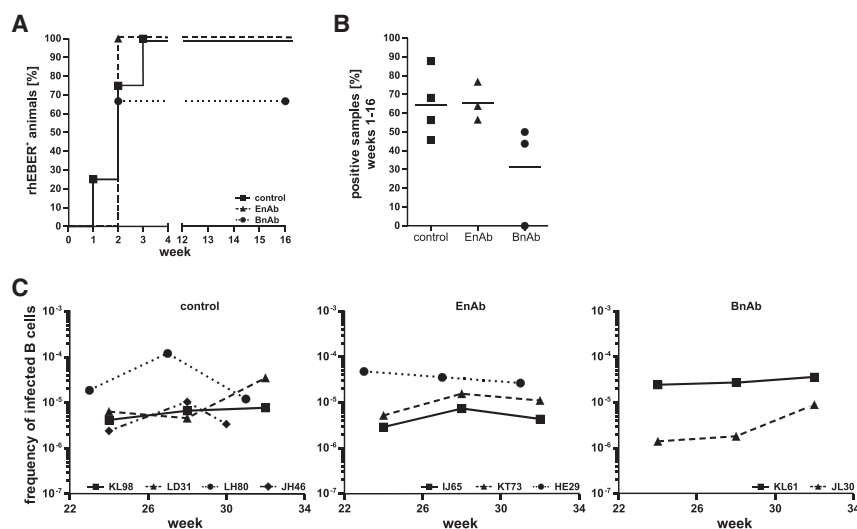 A
rhEBER+ animals [%]
100
90
80
70
60
50
40
30
20
10
0
0 1 2 3 4 12 13 14 15 16
week
control
EnAb
BnAb
B
positive samples [%]
weeks 1-16
100
90
80
70
60
50
40
30
20
10
0
control EnAb BnAb
C
frequency of infected B cells
control
10-3
10-4
10-5
10-6
10-7
KL98 LD31 LH80 JH46
22 26 30 34
week
EnAb
10-3
10-4
10-5
10-6
10-7
IJ65 KT73 HE29
22 26 30 34
week
BnAb
10-3
10-4
10-5
10-6
10-7
KL61 JL30
22 26 30 34
week